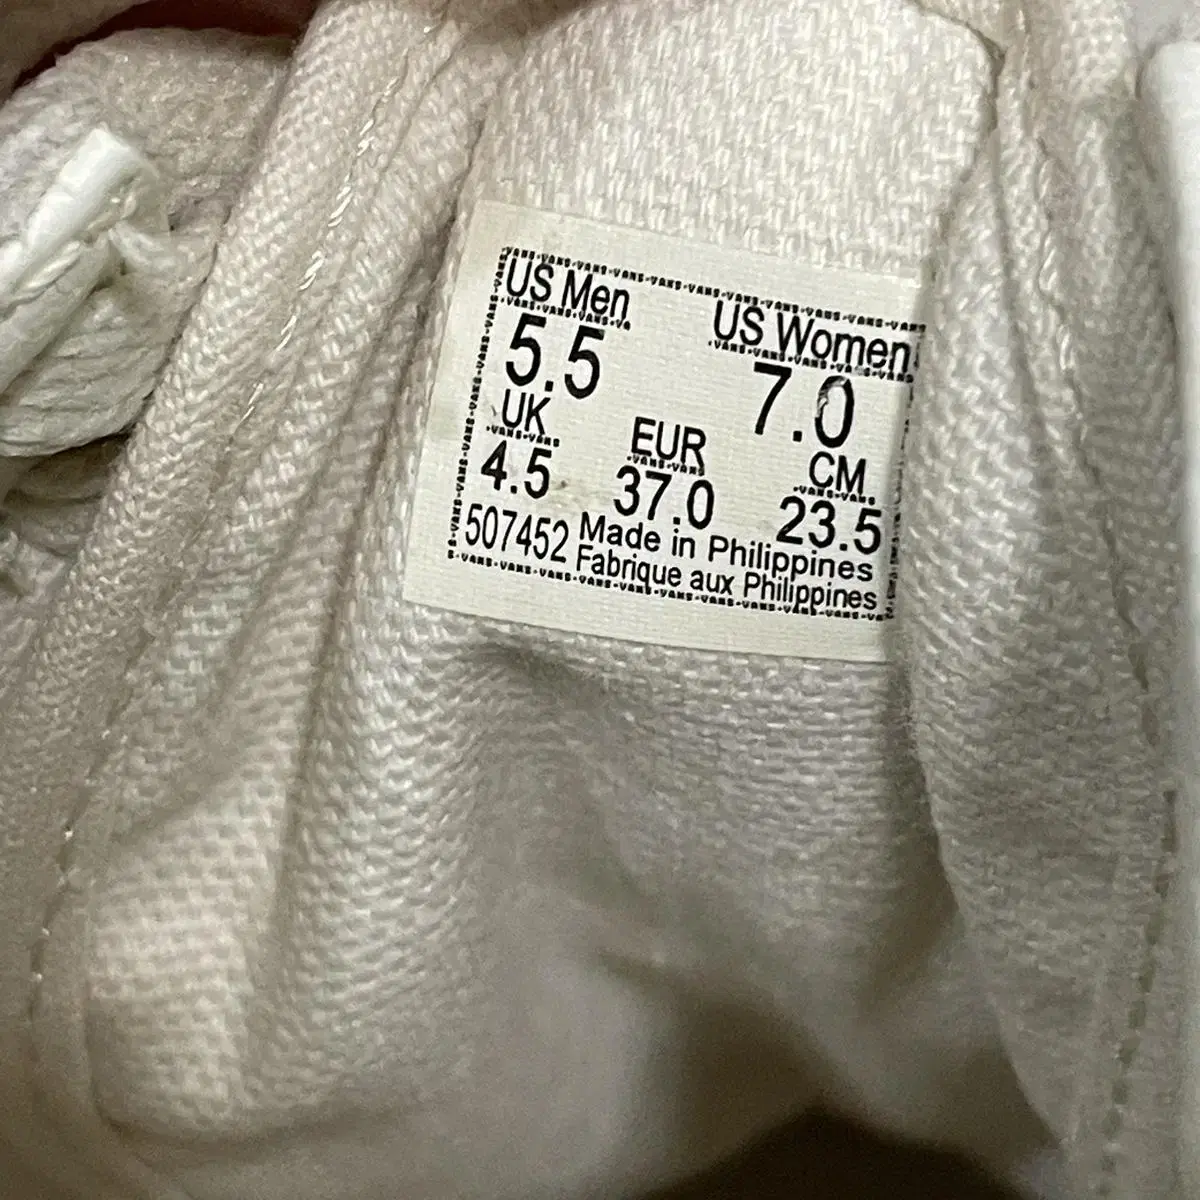 US Men US Women
5.5 7.0
UK EUR CM
4.5 37.0 23.5
507452 Made in Philippines
Fabrique aux Philippines